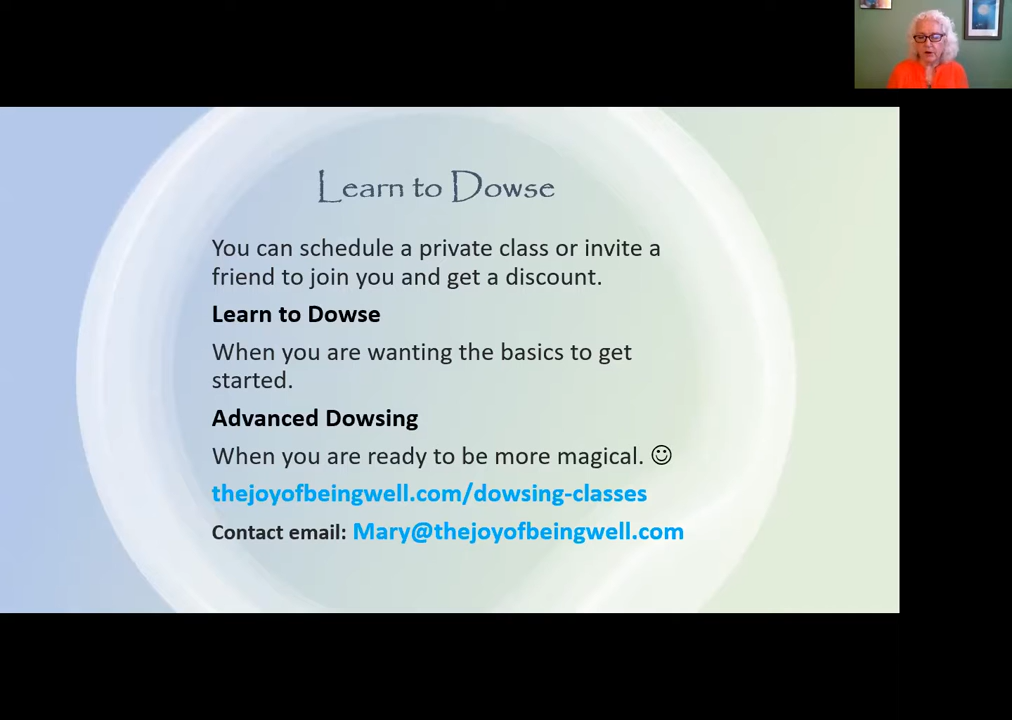 Learn to Dowse
You can schedule a private class or invite a
friend to join you and get a discount.
Learn to Dowse
When you are wanting the basics to get
started.
Advanced Dowsing
When you are ready to be more magical. ☺
thejoyofbeingwell.com/dowsing-classes
Contact email: Mary@thejoyofbeingwell.com